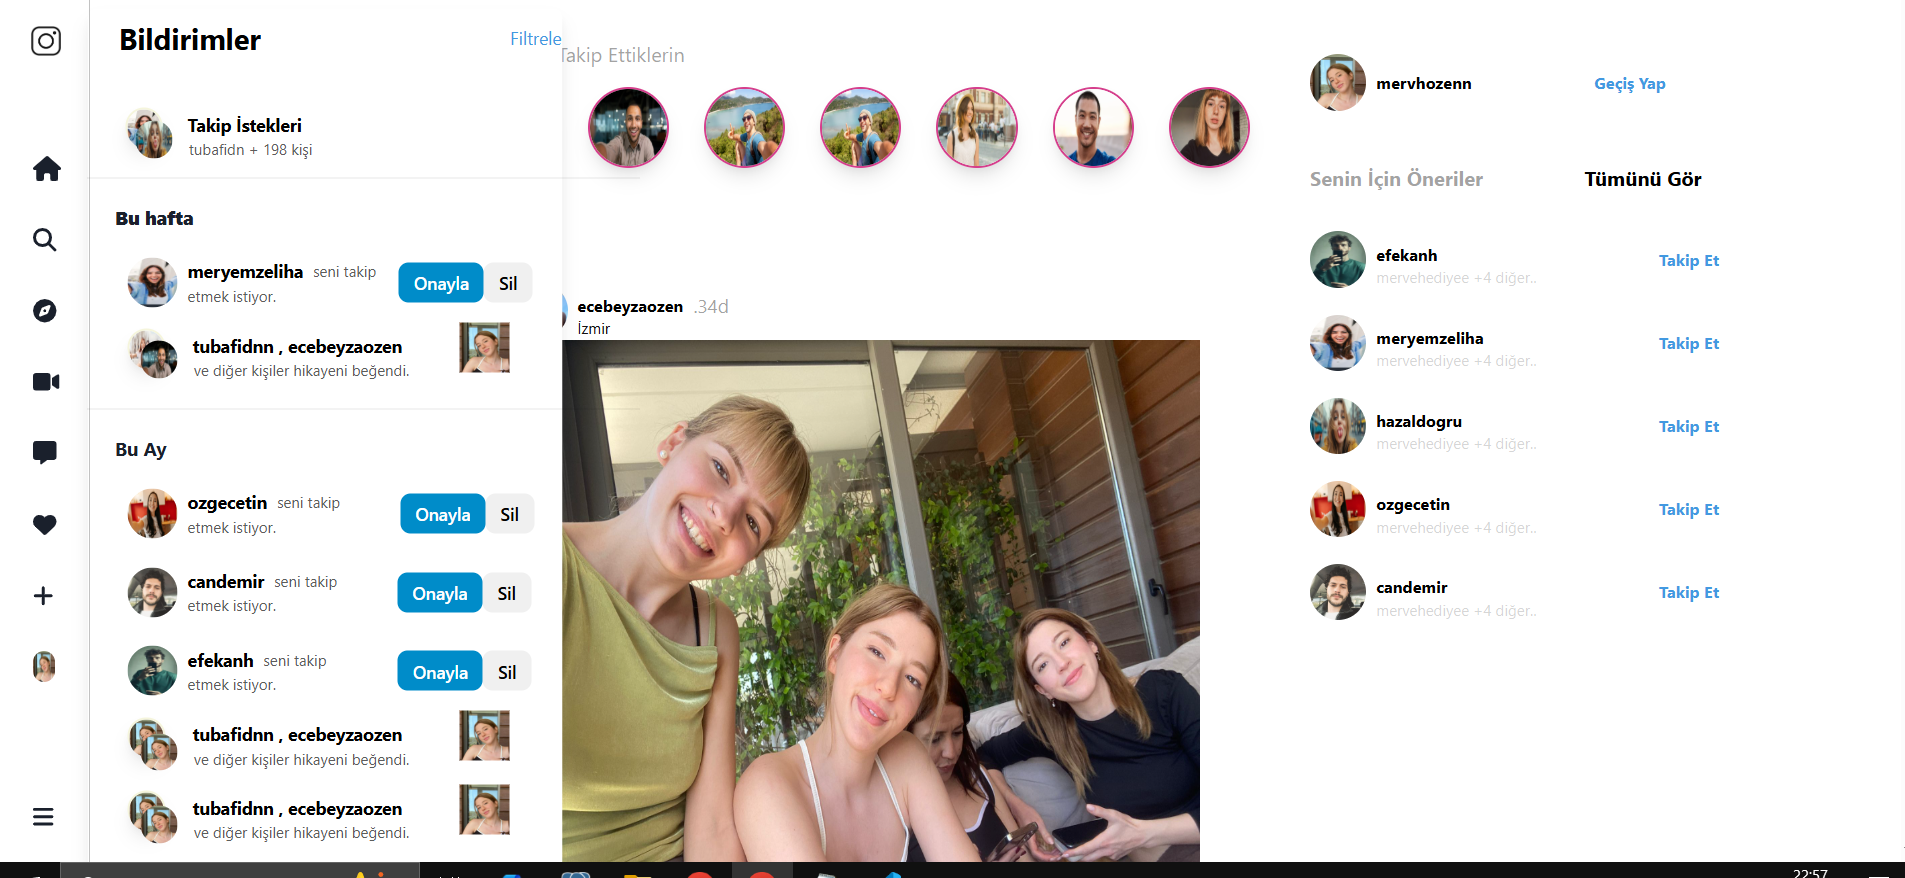 Bildirimler
Filtrele
Takip İstekleri
tubafidn + 198 kişi
Bu hafta
meryemzeliha seni takip
etmek istiyor.
Onayla
Sil
tubafidnn , ecebeyzaozen
ve diğer kişiler hikayeni beğendi.
Bu Ay
ozgecetin seni takip
etmek istiyor.
Onayla
Sil
candemir seni takip
etmek istiyor.
Onayla
Sil
efekanh seni takip
etmek istiyor.
Onayla
Sil
tubafidnn , ecebeyzaozen
ve diğer kişiler hikayeni beğendi.
tubafidnn , ecebeyzaozen
ve diğer kişiler hikayeni beğendi.
Takip Ettiklerin
ecebeyzaozen .34d
İzmir
mervhozenn
Geçiş Yap
Senin İçin Öneriler
Tümünü Gör
efekanh
mervehediyee +4 diğer..
Takip Et
meryemzeliha
mervehediyee +4 diğer..
Takip Et
hazaldogru
mervehediyee +4 diğer..
Takip Et
ozgecetin
mervehediyee +4 diğer..
Takip Et
candemir
mervehediyee +4 diğer..
Takip Et
22:57